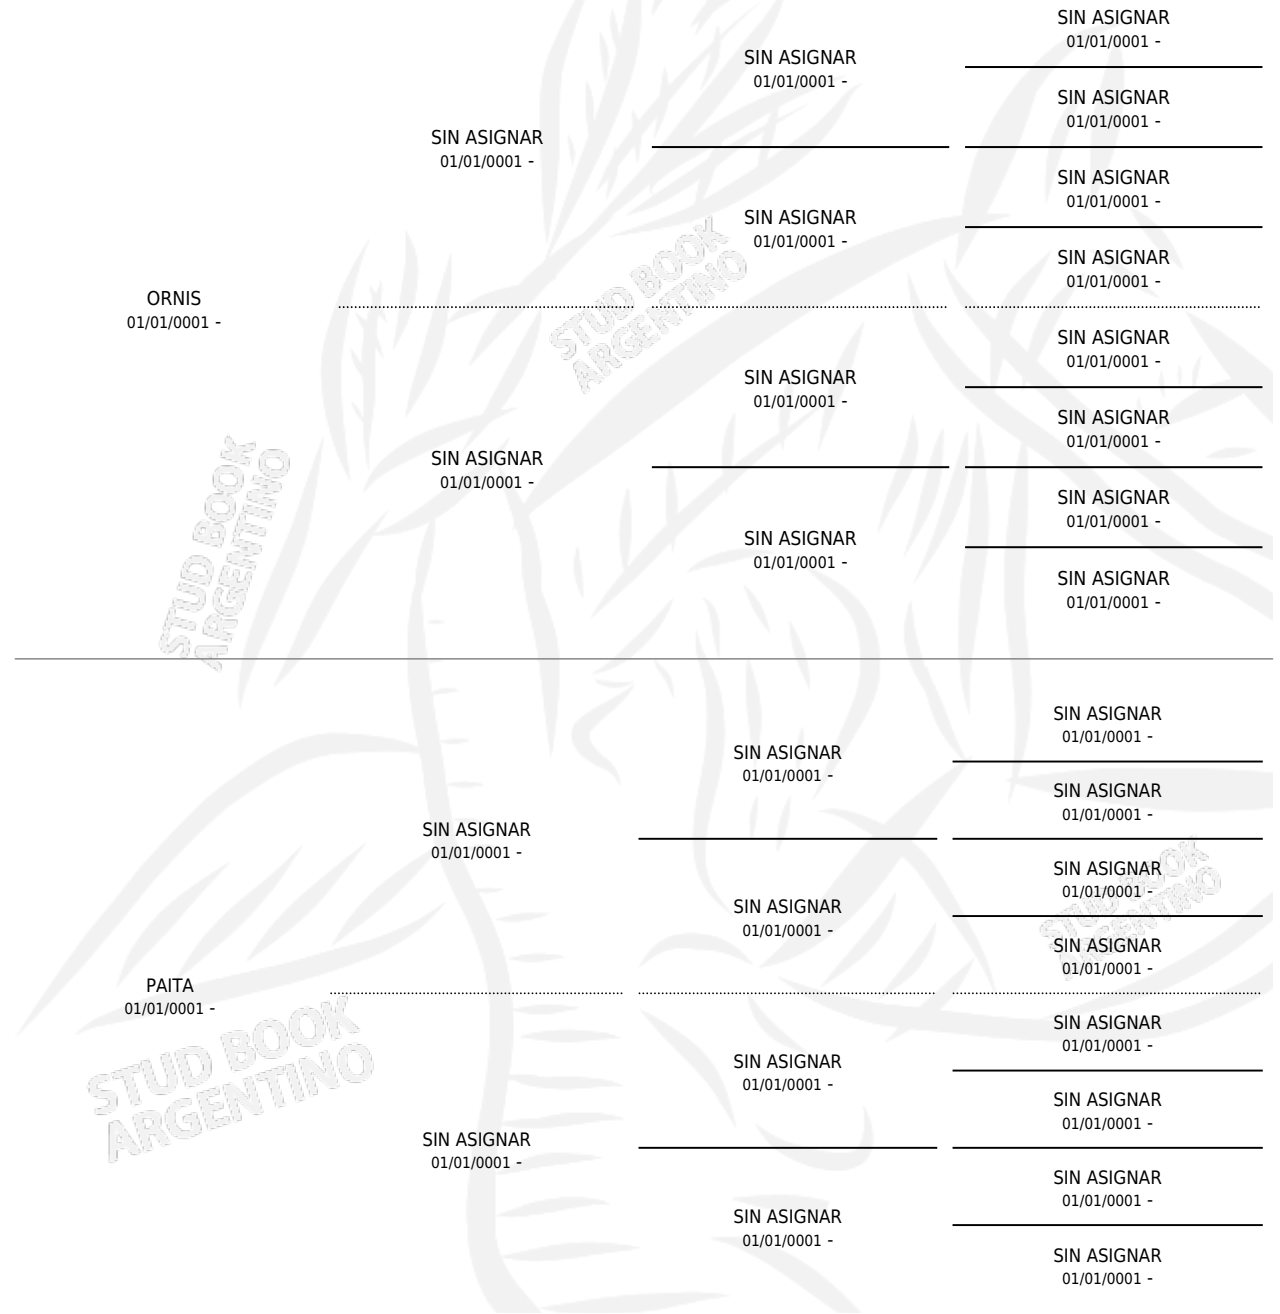 SIN ASIGNAR
01/01/0001 -
SIN ASIGNAR
01/01/0001 -
SIN ASIGNAR
01/01/0001 -
SIN ASIGNAR
01/01/0001 -
SIN ASIGNAR
01/01/0001 -
SIN ASIGNAR
01/01/0001 -
SIN ASIGNAR
01/01/0001 -
STUD BOOK
ARGENTINO
ORNIS
01/01/0001 -
SIN ASIGNAR
01/01/0001 -
SIN ASIGNAR
01/01/0001 -
SIN ASIGNAR
01/01/0001 -
SIN ASIGNAR
01/01/0001 -
STUD BOOK
ARGENTINO
SIN ASIGNAR
01/01/0001 -
SIN ASIGNAR
01/01/0001 -
SIN ASIGNAR
01/01/0001 -
SIN ASIGNAR
01/01/0001 -
SIN ASIGNAR
01/01/0001 -
SIN ASIGNAR
01/01/0001 -
SIN ASIGNAR
01/01/0001 -
SIN ASIGNAR
01/01/0001 -
SIN ASIGNAR
01/01/0001 -
STUD BOOK
ARGENTINO
SIN ASIGNAR
01/01/0001 -
SIN ASIGNAR
01/01/0001 -
PAITA
01/01/0001 -
STUD BOOK
ARGENTINO
SIN ASIGNAR
01/01/0001 -
SIN ASIGNAR
01/01/0001 -
SIN ASIGNAR
01/01/0001 -
SIN ASIGNAR
01/01/0001 -
SIN ASIGNAR
01/01/0001 -
SIN ASIGNAR
01/01/0001 -
SIN ASIGNAR
01/01/0001 -